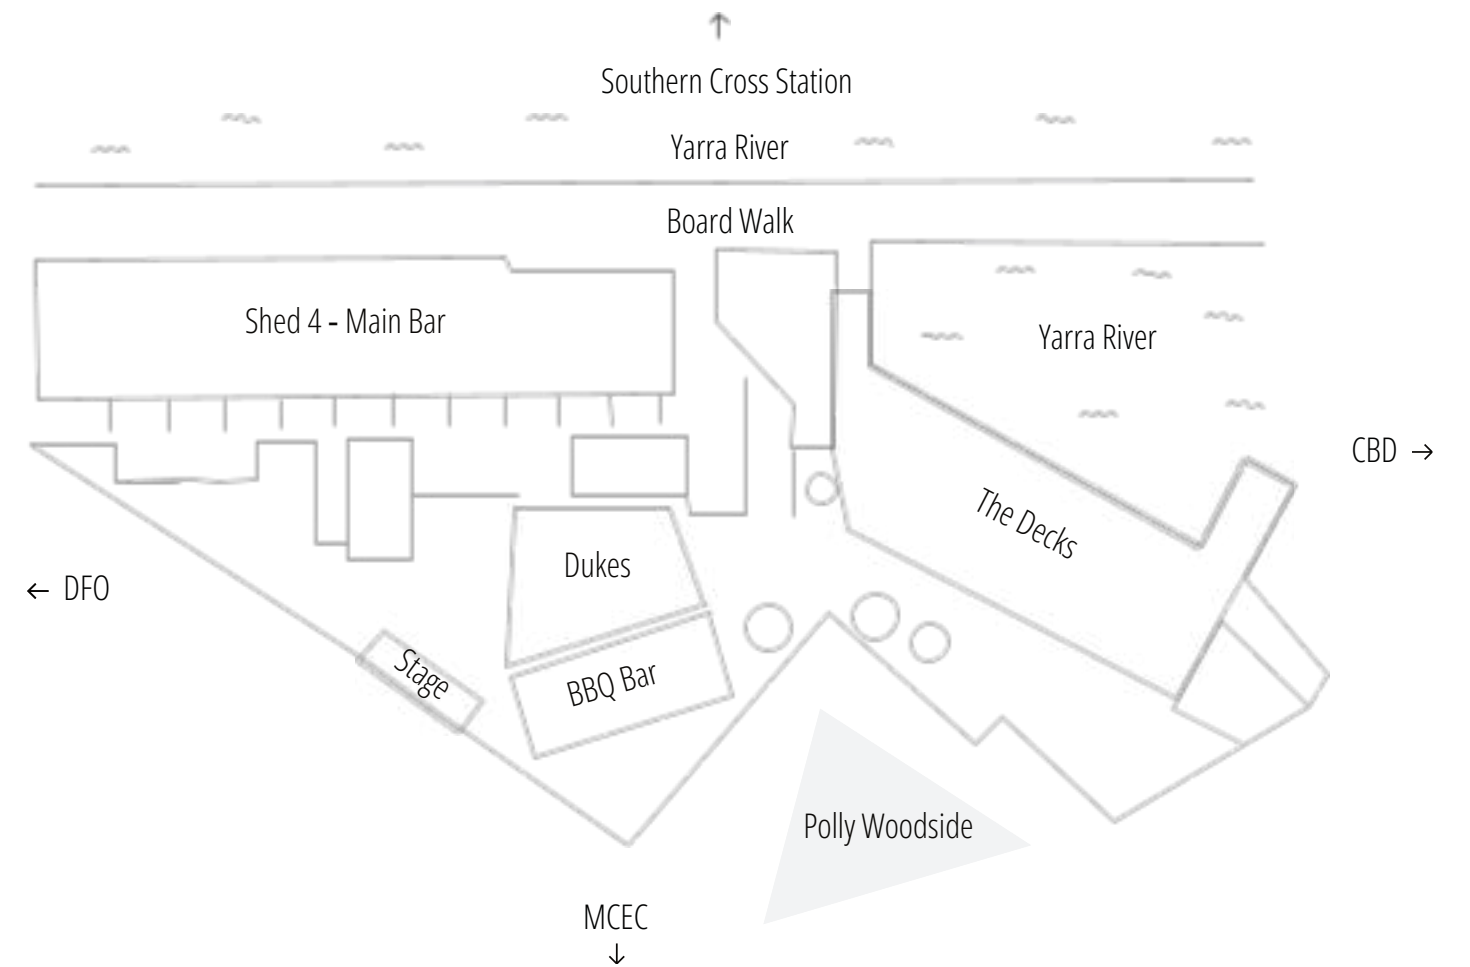 ↑
Southern Cross Station
Yarra River
Board Walk
Shed 4 - Main Bar
Yarra River
CBD →
The Decks
Dukes
← DFO
Stage
BBQ Bar
Polly Woodside
MCEC
↓